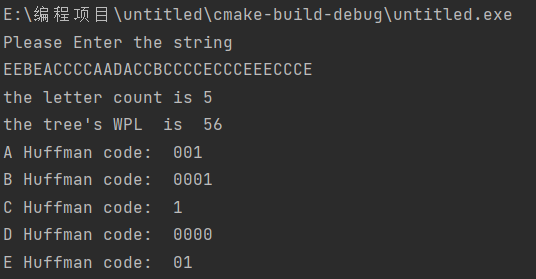 E:\编程项目\untitled\cmake-build-debug\untitled.exe
Please Enter the string
EEBEACCCCAADACCBCCCCECCCEEECCCE
the letter count is 5
the tree's WPL  is  56
A Huffman code:  001
B Huffman code:  0001
C Huffman code:  1
D Huffman code:  0000
E Huffman code:  01